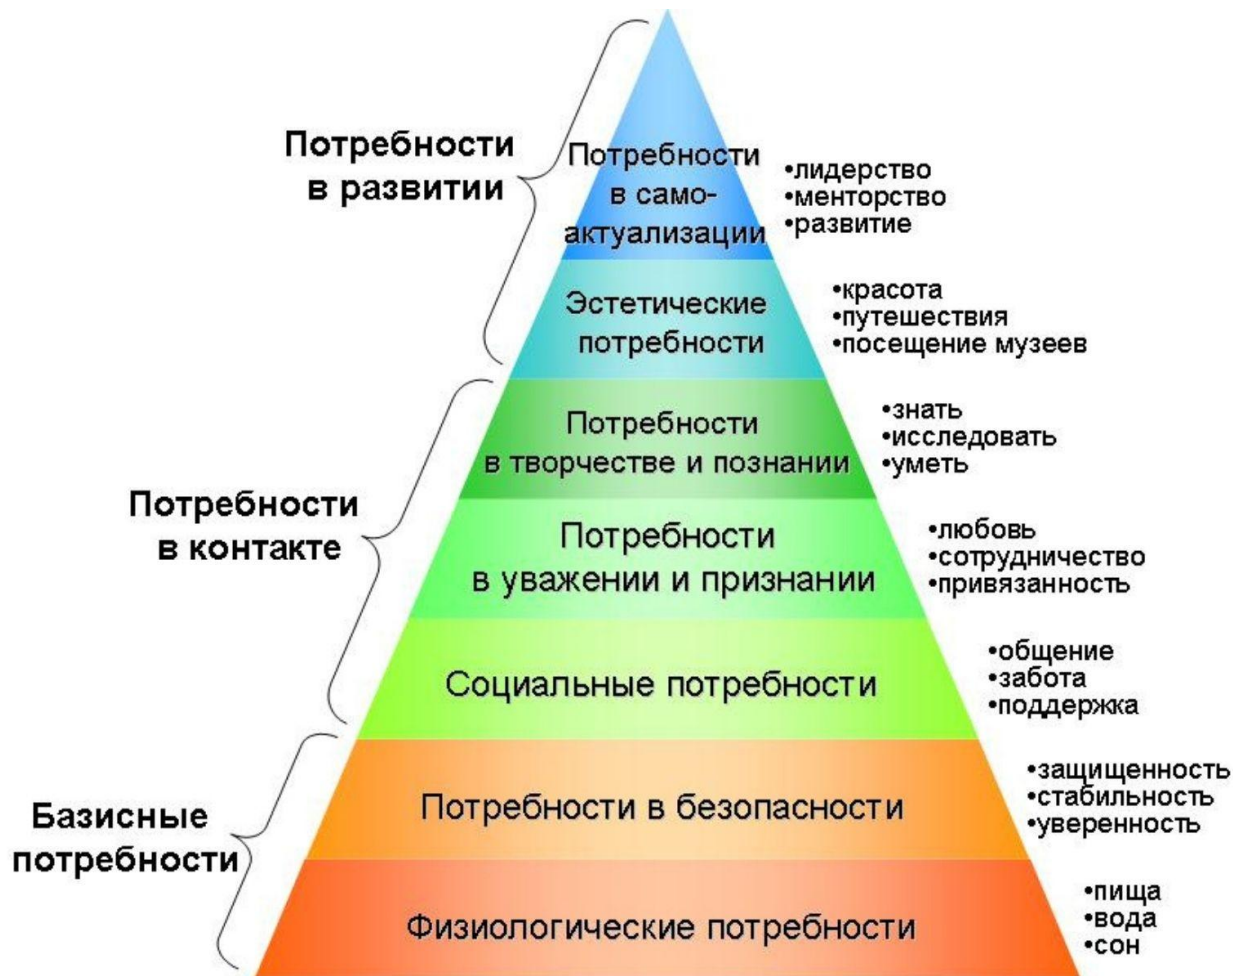 Потребности
в развитии
Потребности
в само-
актуализации
•лидерство
•менторство
•развитие
Эстетические
потребности
•красота
•путешествия
•посещение музеев
Потребности
в контакте
Потребности
в творчестве и познании
•знать
•исследовать
•уметь
Потребности
в уважении и признании
•любовь
•сотрудничество
•привязанность
Социальные потребности
•общение
•забота
•поддержка
Базисные
потребности
Потребности в безопасности
•защищенность
•стабильность
•уверенность
Физиологические потребности
•пища
•вода
•сон